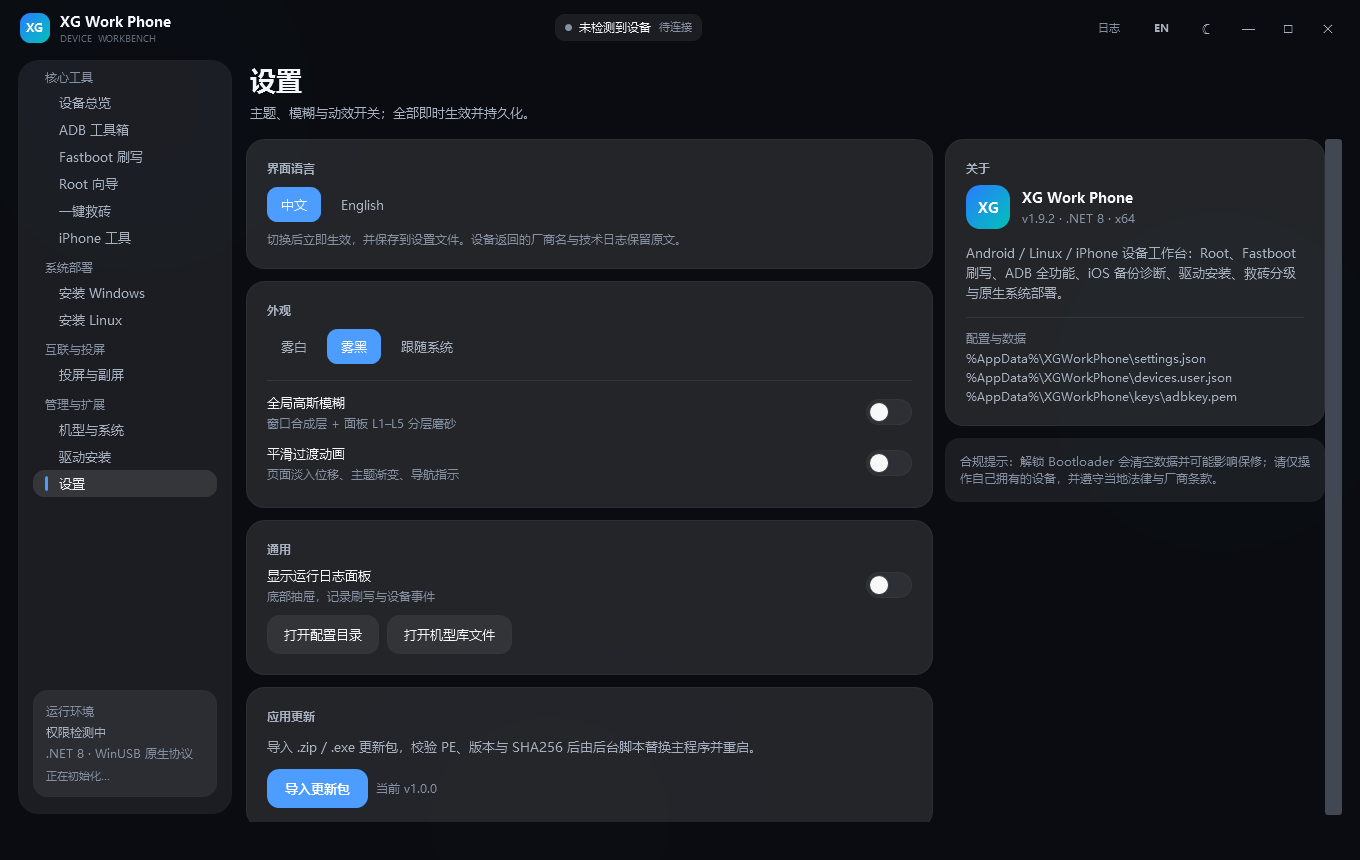 XG
XG Work Phone
DEVICE WORKBENCH
未检测到设备 待连接
日志
EN
核心工具
设备总览
ADB 工具箱
Fastboot 刷写
Root 向导
一键救砖
iPhone 工具
系统部署
安装 Windows
安装 Linux
互联与投屏
投屏与副屏
管理与扩展
机型与系统
驱动安装
设置
运行环境
权限检测中
.NET 8 · WinUSB 原生协议
正在初始化...
设置
主题、模糊与动效开关；全部即时生效并持久化。
界面语言
中文
English
切换后立即生效，并保存到设置文件。设备返回的厂商名与技术日志保留原文。
外观
雾白
雾黑
跟随系统
全局高斯模糊
窗口合成层 + 面板 L1–L5 分层磨砂
平滑过渡动画
页面淡入位移、主题渐变、导航指示
通用
显示运行日志面板
底部抽屉，记录刷写与设备事件
打开配置目录
打开机型库文件
应用更新
导入 .zip / .exe 更新包，校验 PE、版本与 SHA256 后由后台脚本替换主程序并重启。
导入更新包
当前 v1.0.0
关于
XG
XG Work Phone
v1.9.2 · .NET 8 · x64
Android / Linux / iPhone 设备工作台：Root、Fastboot
刷写、ADB 全功能、iOS 备份诊断、驱动安装、救砖分级
与原生系统部署。
配置与数据
%AppData%\XGWorkPhone\settings.json
%AppData%\XGWorkPhone\devices.user.json
%AppData%\XGWorkPhone\keys\adbkey.pem
合规提示：解锁 Bootloader 会清空数据并可能影响保修；请仅操
作自己拥有的设备，并遵守当地法律与厂商条款。